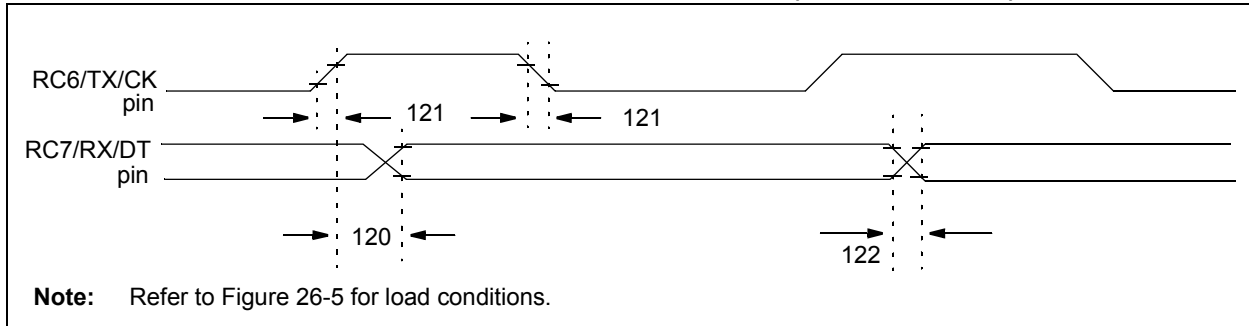 RC6/TX/CK
pin
121
121
RC7/RX/DT
pin
120
122
Note: Refer to Figure 26-5 for load conditions.